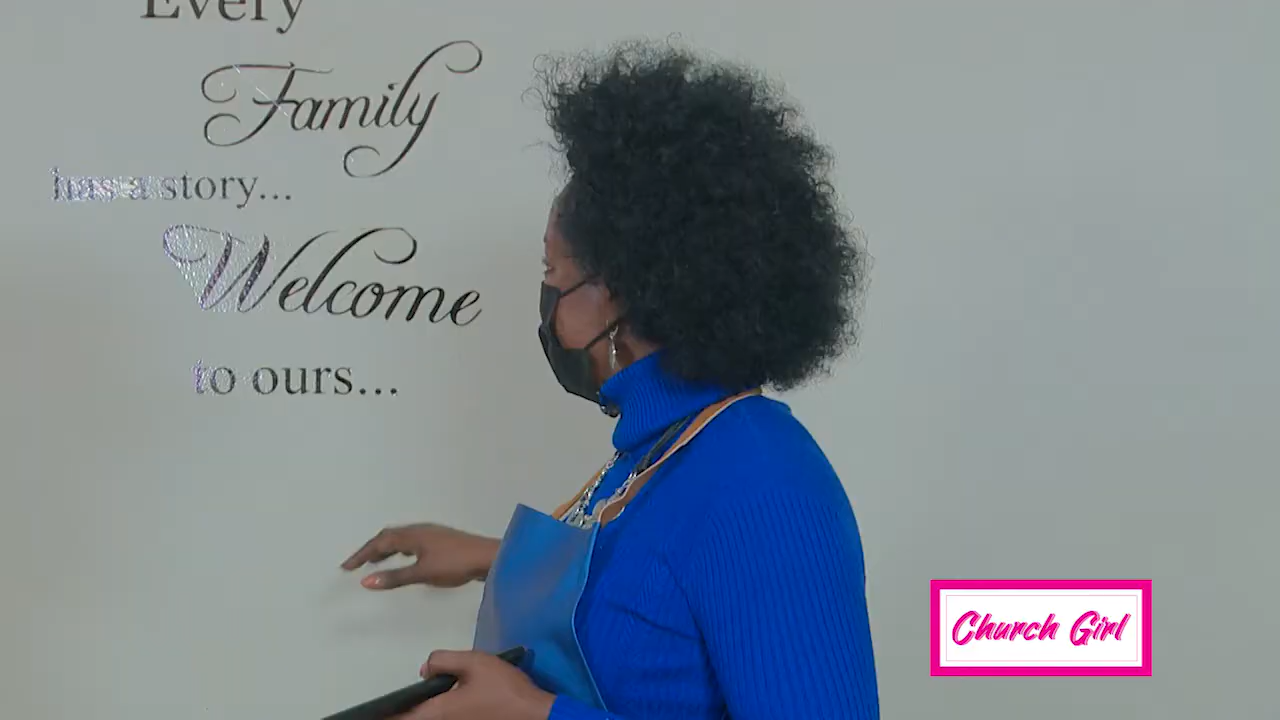 Every
Family
has a story...
Welcome
to ours...
Church Girl